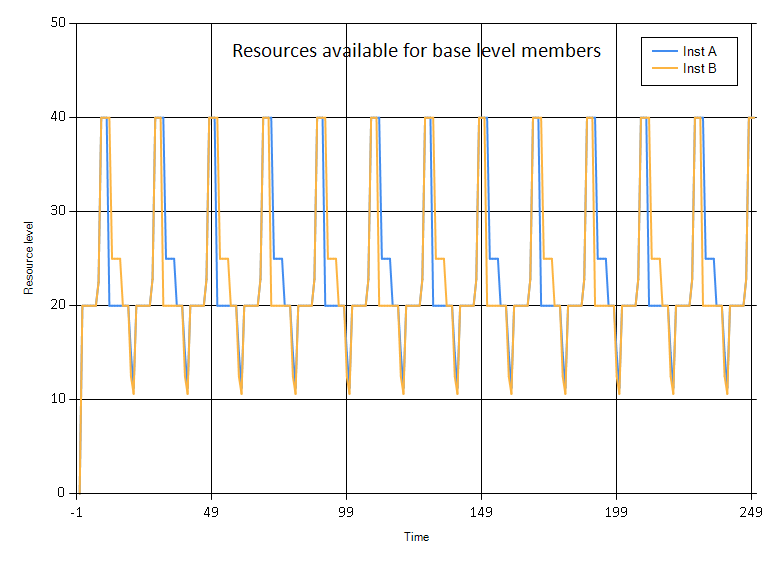 50
Resources available for base level members
Inst A
Inst B
40
30
Resource level
20
10
0
-1
49
99
149
199
249
Time